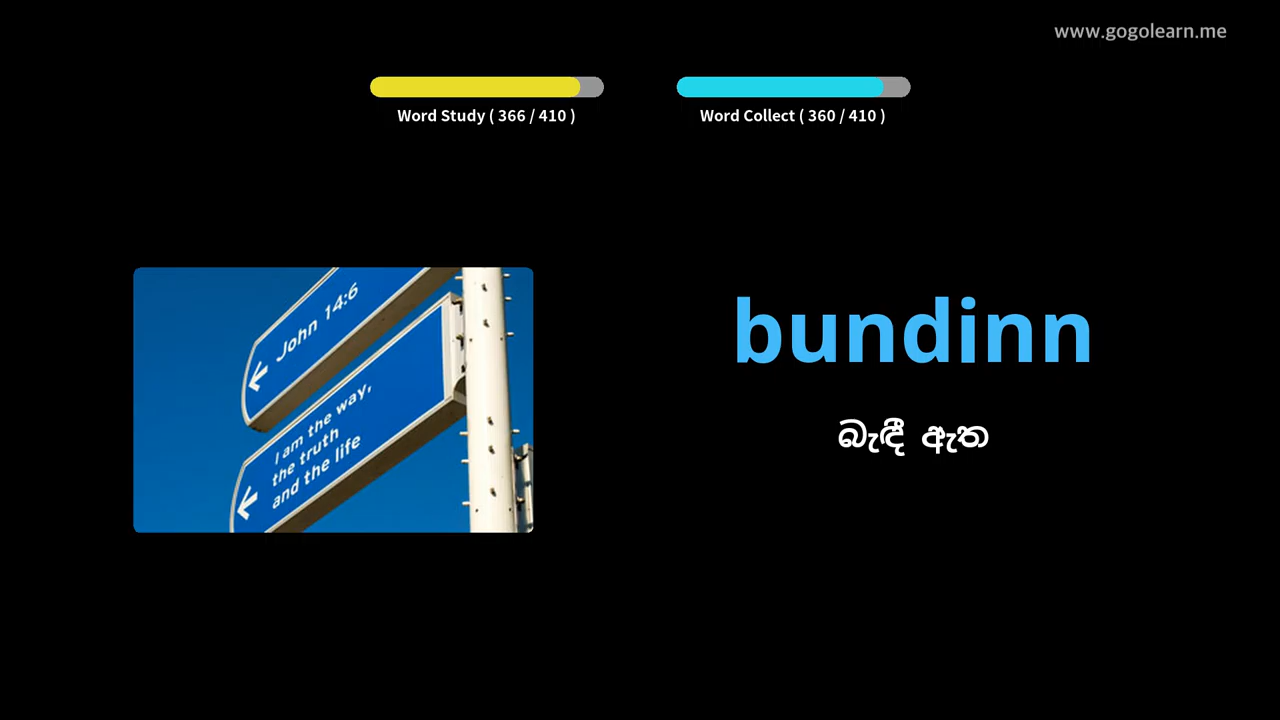 www.gogolearn.me
Word Study ( 366 / 410 )
Word Collect ( 360 / 410 )
John 14:6
I am the way,
the truth
and the life
bundinn
බැඳී ඇත